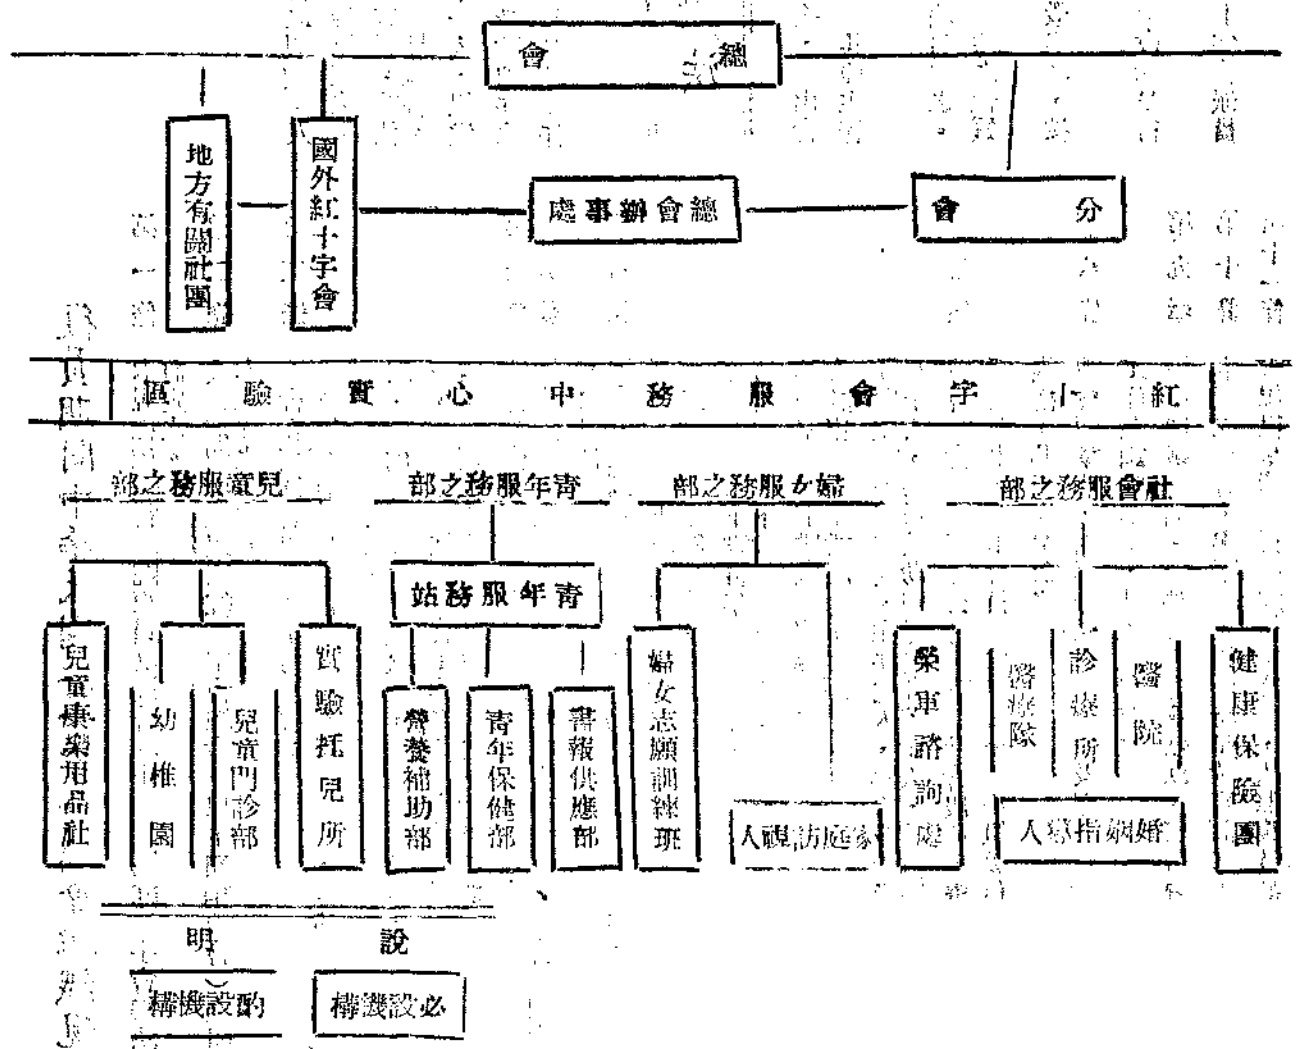 總會
國外紅十字會
地方有關社團
分會
總會辦事處
紅十字會服務中心實驗區
社會服務之部
婦女服務之部
青年服務之部
兒童服務之部
健康保險團
醫院
診療所
醫療隊
婚姻指導人
榮軍諮詢處
家庭訪視人
婦女志願訓練班
青年服務站
書報供應部
青年保健部
營養補助部
實驗托兒所
兒童門診部
幼稚園
兒童康樂用品社
說明
必設機構
酌設機構